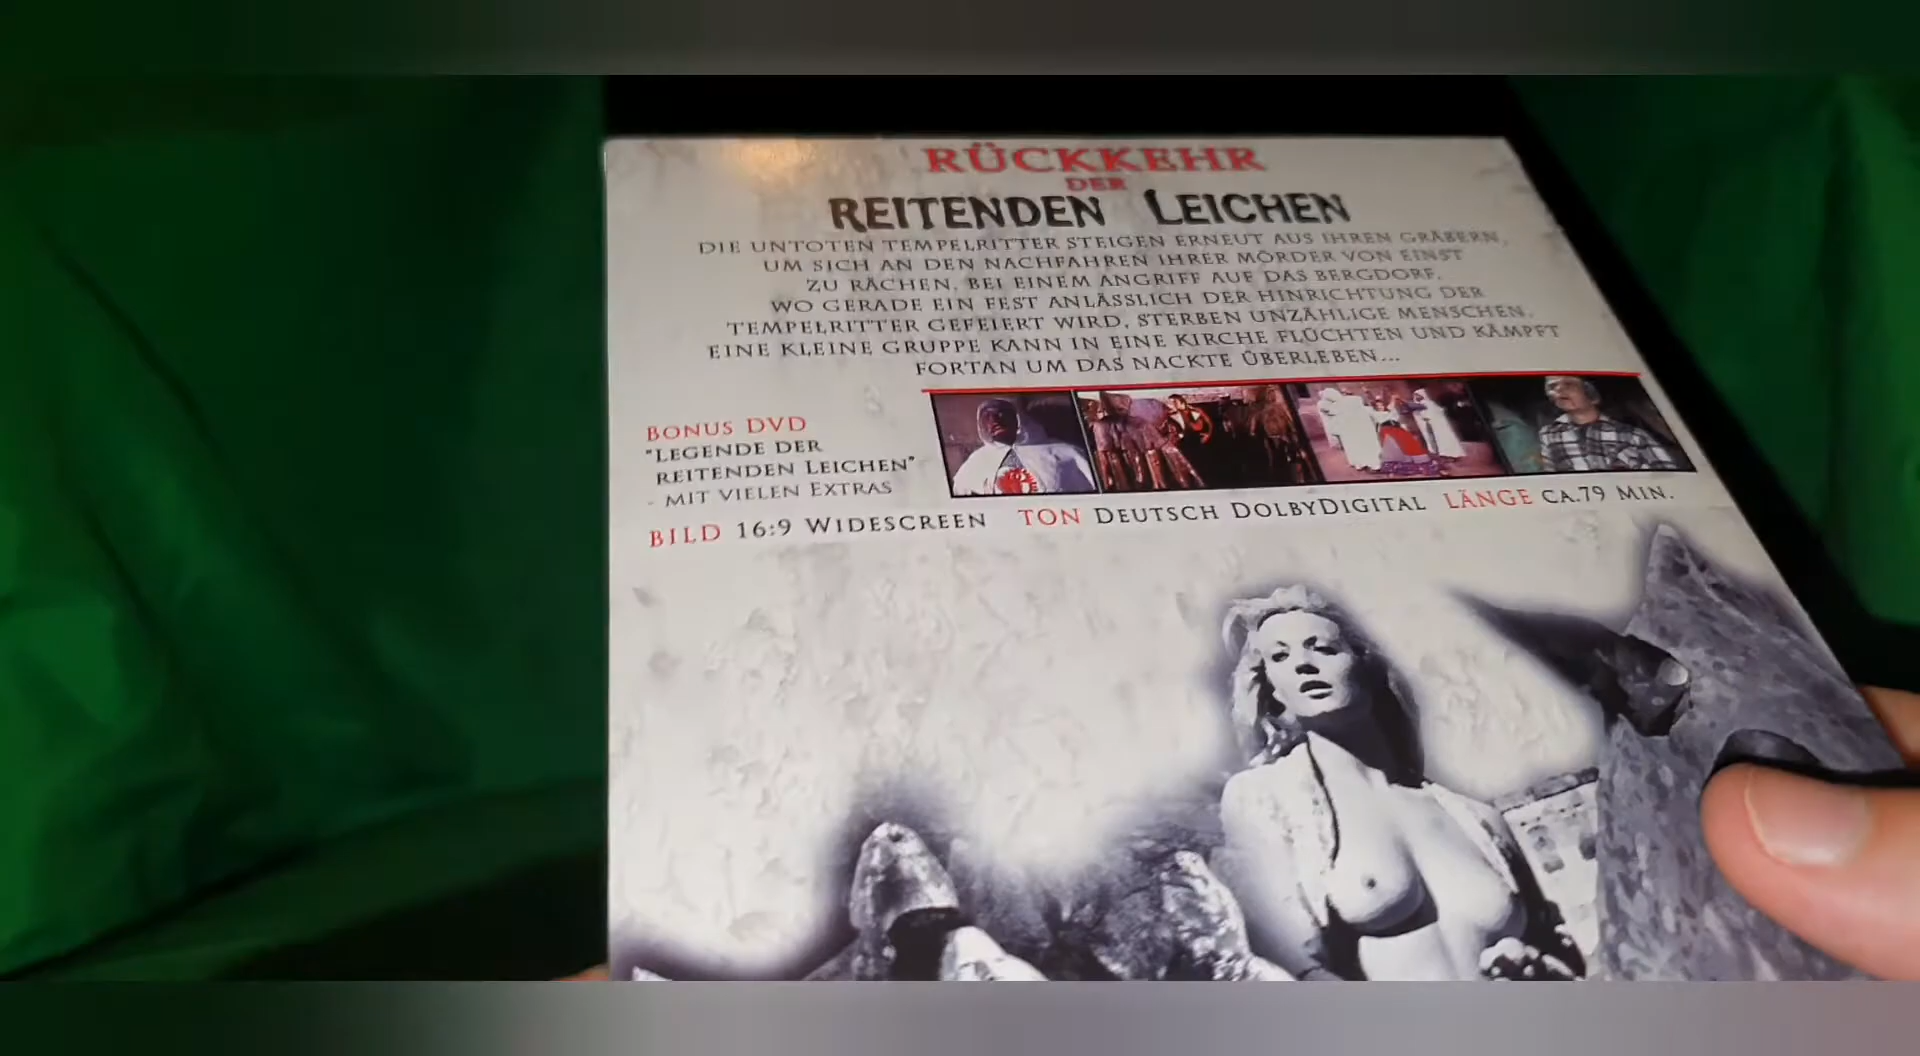 RÜCKKEHR
DER
REITENDEN LEICHEN
DIE UNTOTEN TEMPELRITTER STEIGEN ERNEUT AUS IHREN GRÄBERN,
UM SICH AN DEN NACHFAHREN IHRER MÖRDER VON EINST
ZU RÄCHEN. BEI EINEM ANGRIFF AUF DAS BERGDORF,
WO GERADE EIN FEST ANLÄSSLICH DER HINRICHTUNG DER
TEMPELRITTER GEFEIERT WIRD, STERBEN UNZÄHLIGE MENSCHEN.
EINE KLEINE GRUPPE KANN IN EINE KIRCHE FLÜCHTEN UND KÄMPFT
FORTAN UM DAS NACKTE ÜBERLEBEN...
BONUS DVD
"LEGENDE DER
REITENDEN LEICHEN"
- MIT VIELEN EXTRAS
BILD 16:9 WIDESCREEN TON DEUTSCH DOLBYDIGITAL LÄNGE CA.79 MIN.